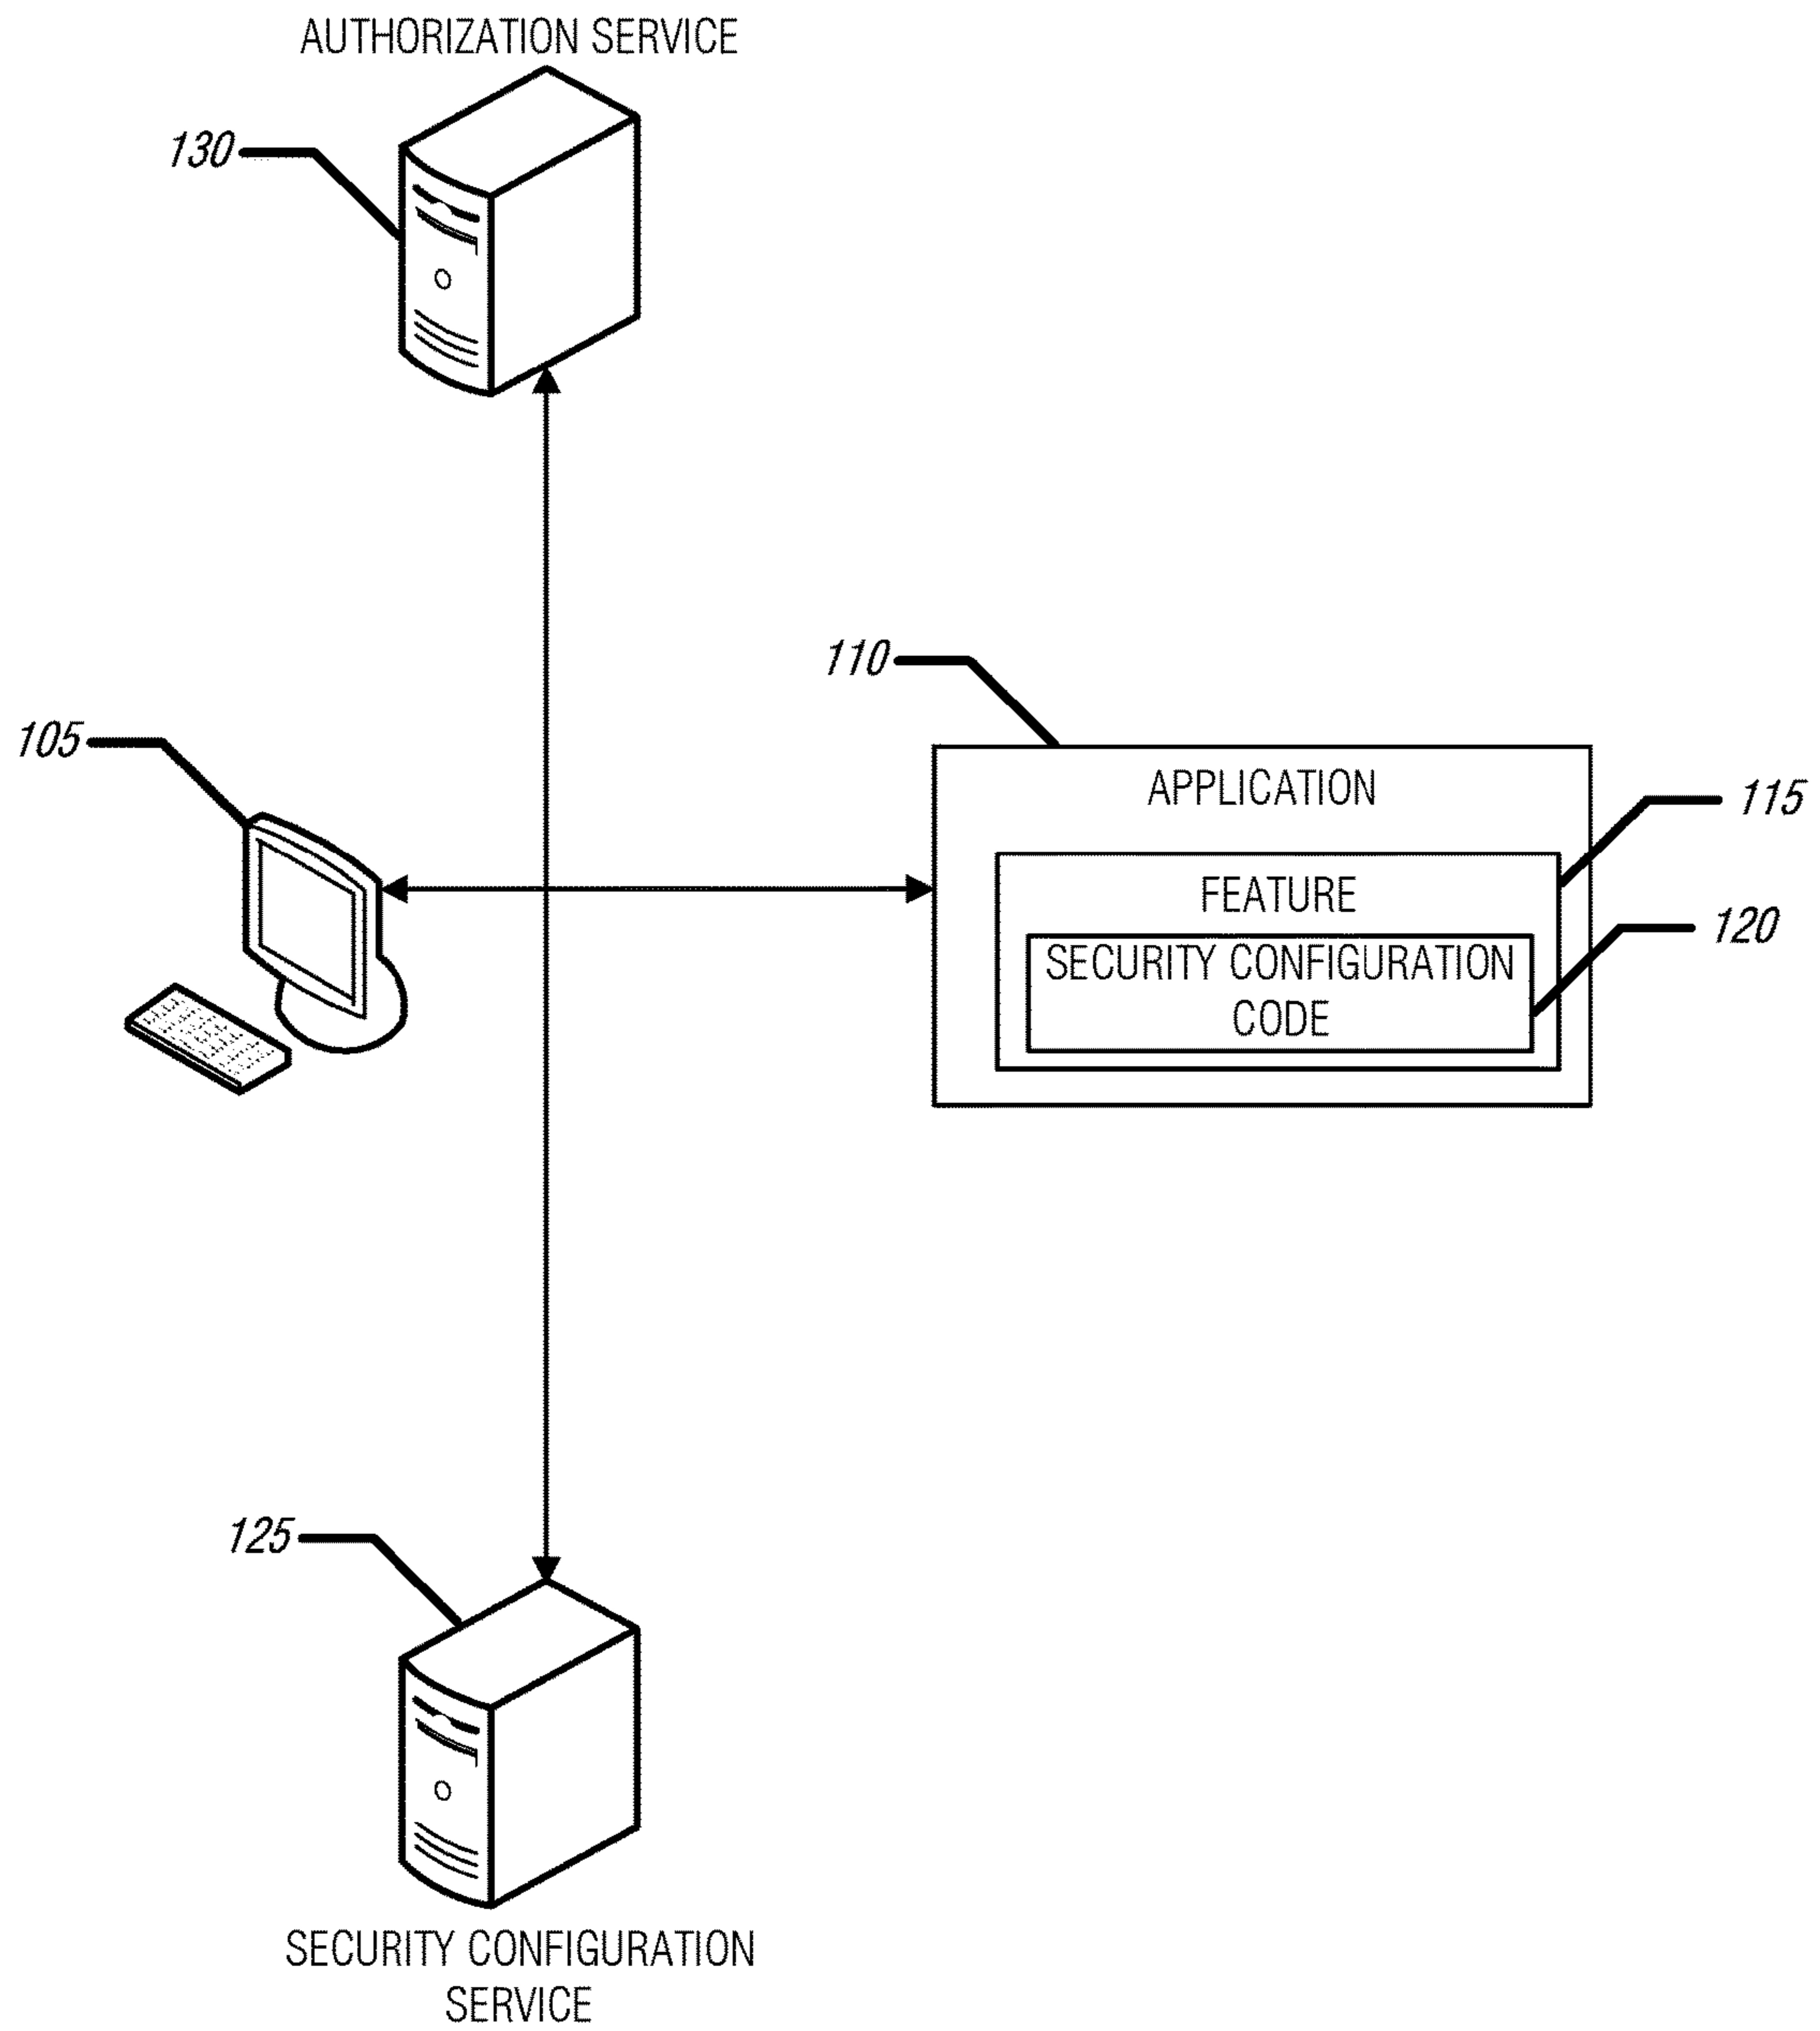 AUTHORIZATION SERVICE
130
110
105
APPLICATION
115
FEATURE
120
SECURITY CONFIGURATION
CODE
125
SECURITY CONFIGURATION
SERVICE